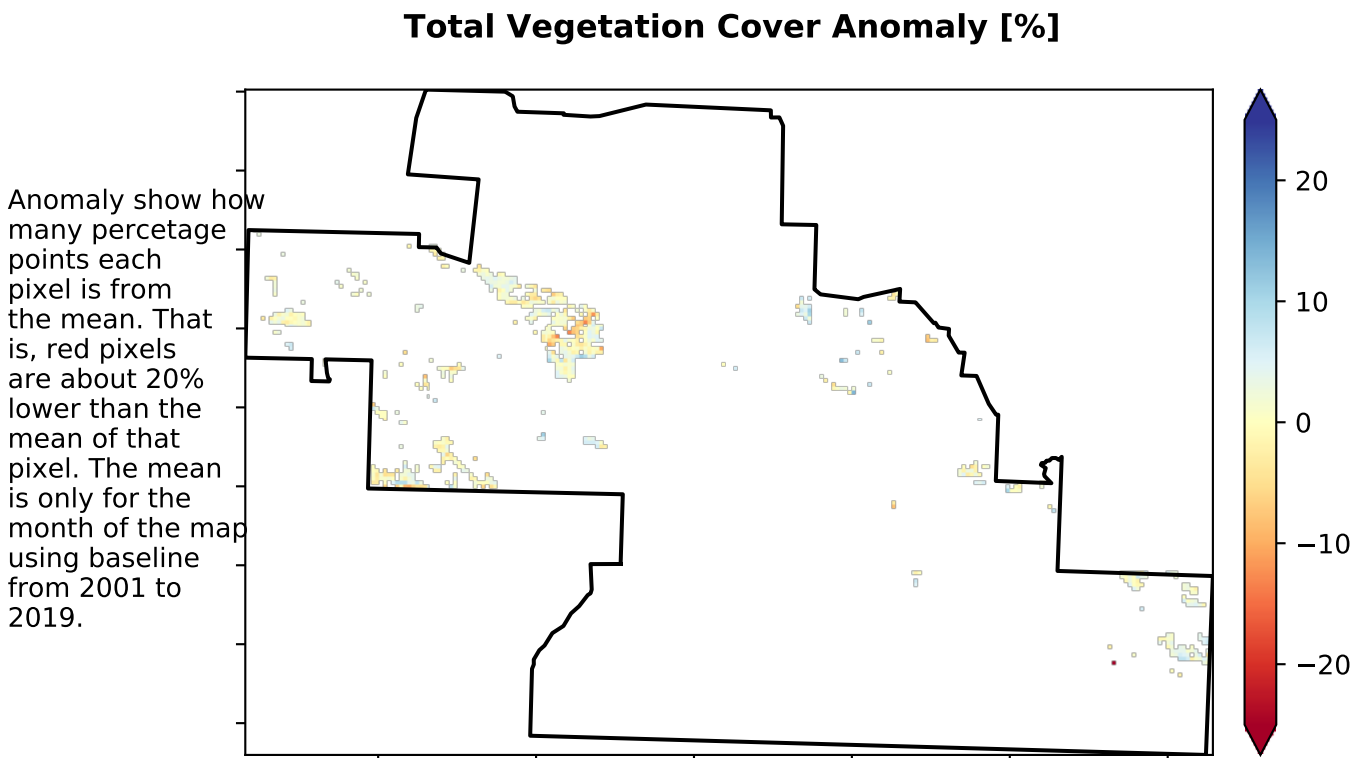 Total Vegetation Cover Anomaly [%]
Anomaly show how
many percetage
points each
pixel is from
the mean. That
is, red pixels
are about 20%
lower than the
mean of that
pixel. The mean
is only for the
month of the map
using baseline
from 2001 to
2019.
20
10
0
−10
−20